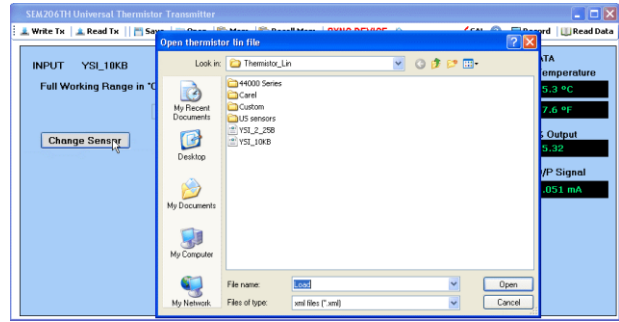 SEM206TH Universal Thermistor Transmitter
Write Tx Read Tx
Read Data
Open thermistor lin file
Look in: Thermistor_Lin
INPUT YSI_10KB
Full Working Range in °C
Change Sensor
My Recent Documents
Desktop
My Documents
My Computer
My Network
44000 Series
Carel
Custom
US sensors
YSI_2_25B
YSI_10KB
File name: Load
Open
Files of type: xml files (*.xml)
Cancel
5.3 °C
7.6 °F
Output
5.32
/P Signal
.051 mA